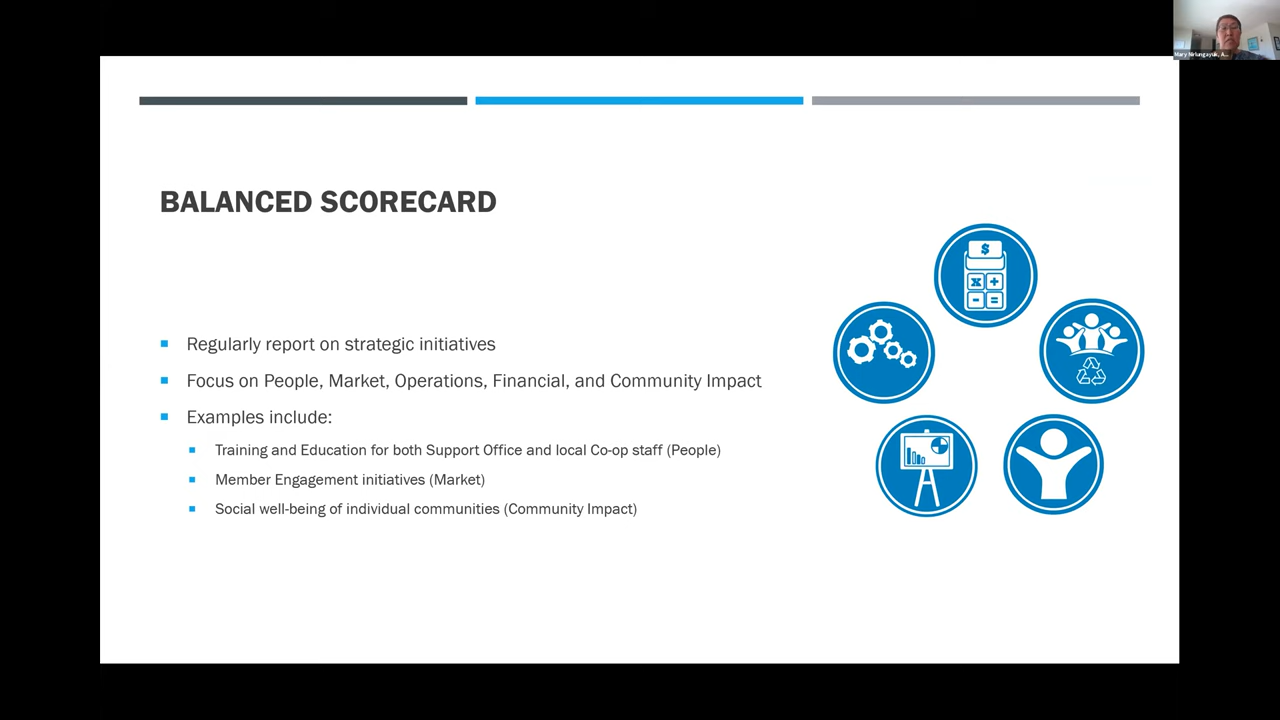 Mary Nirlungayuk, A...
BALANCED SCORECARD
Regularly report on strategic initiatives
Focus on People, Market, Operations, Financial, and Community Impact
Examples include:
Training and Education for both Support Office and local Co-op staff (People)
Member Engagement initiatives (Market)
Social well-being of individual communities (Community Impact)
$
x +
- =